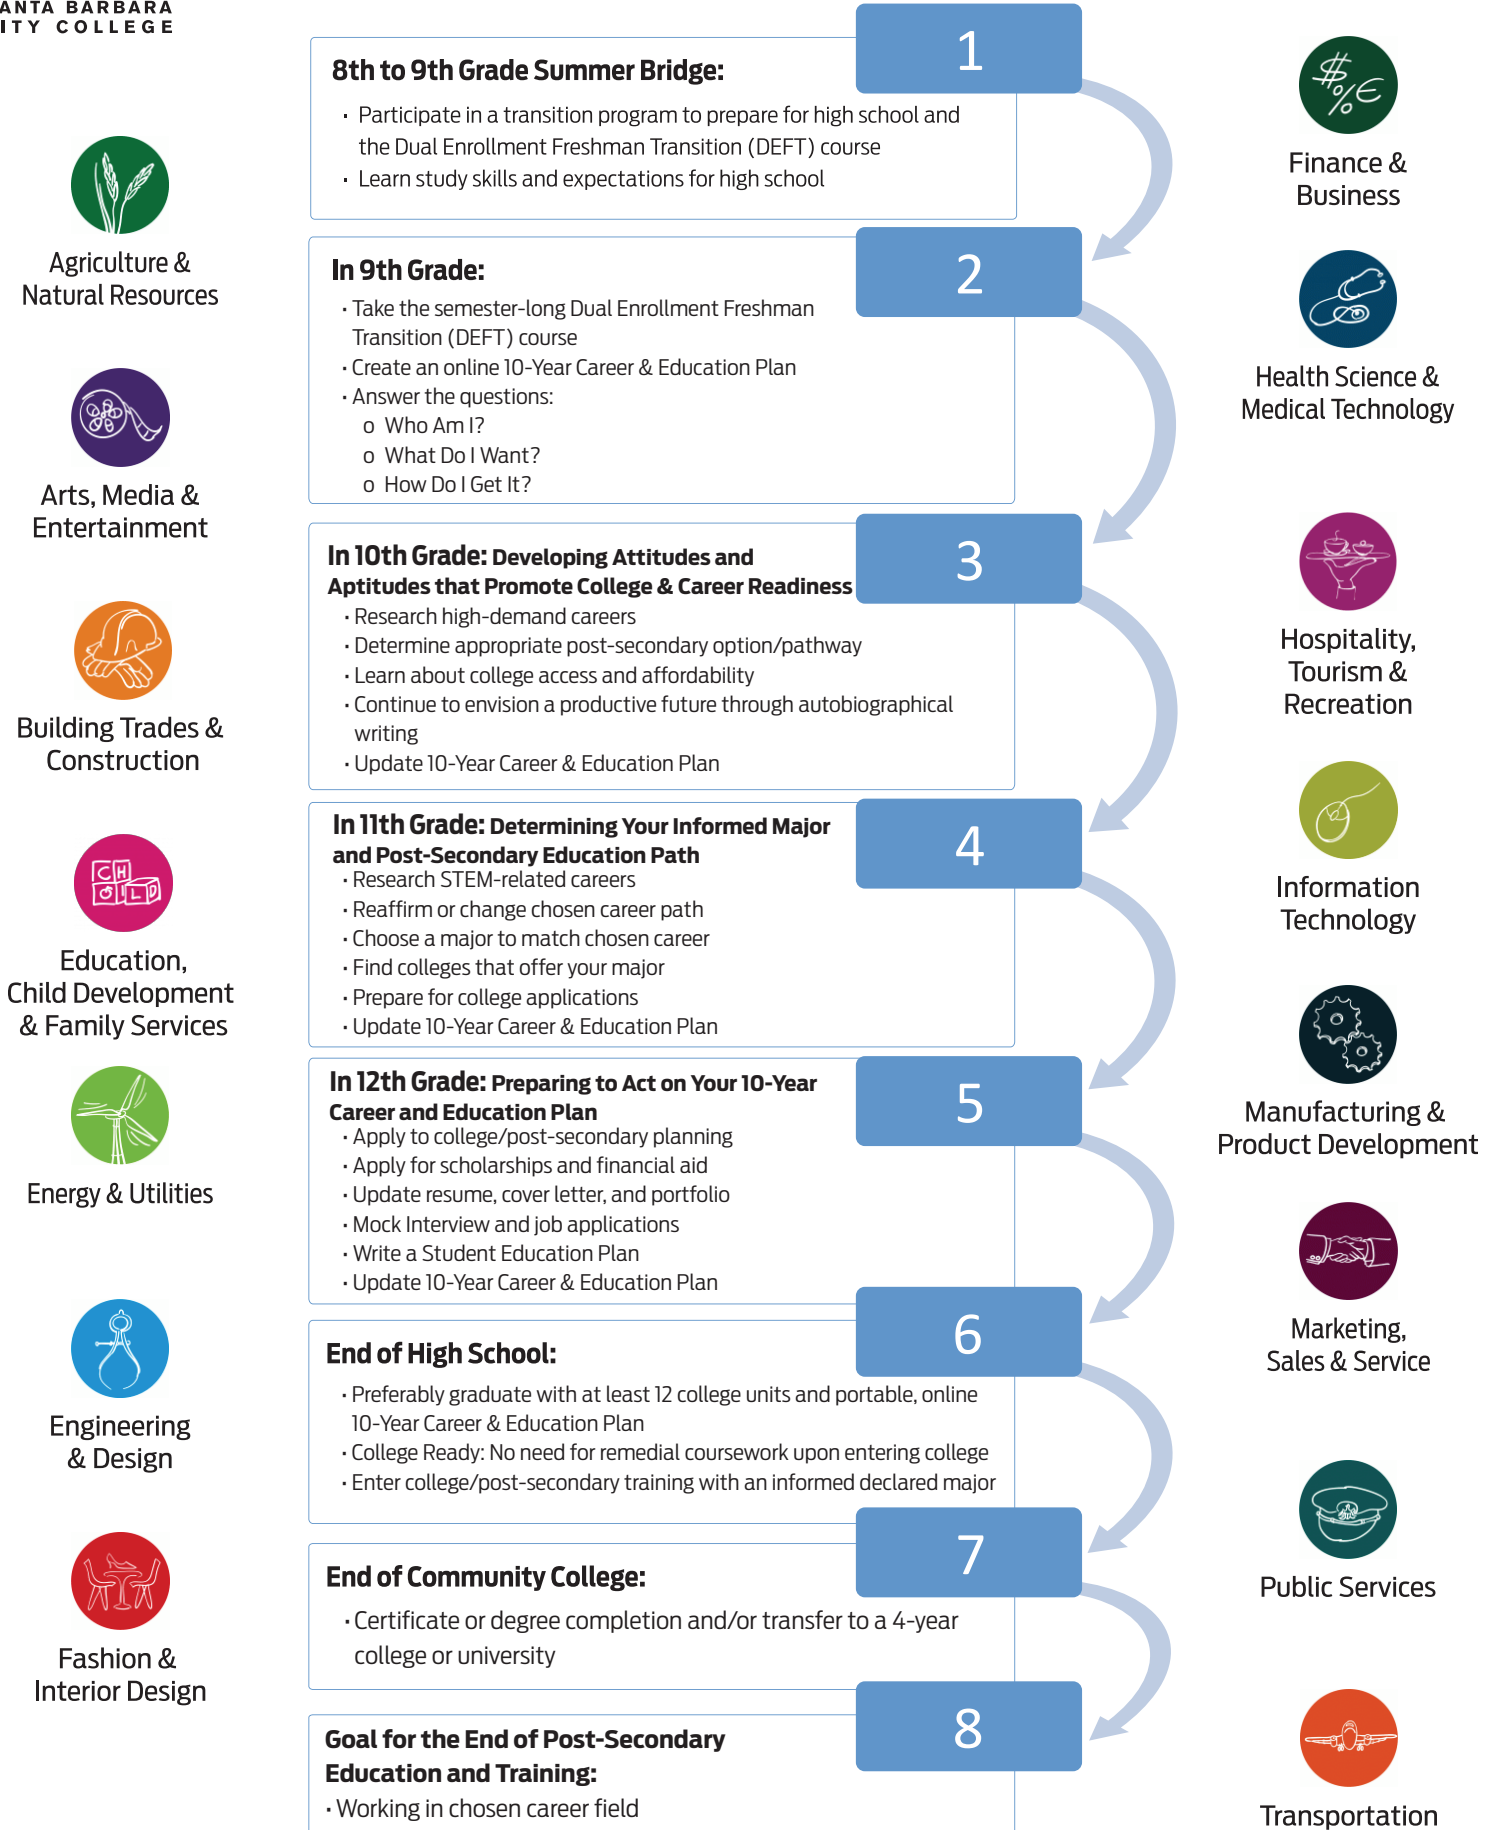 ANTA BARBARA
ITY COLLEGE
1
8th to 9th Grade Summer Bridge:
· Participate in a transition program to prepare for high school and
the Dual Enrollment Freshman Transition (DEFT) course
· Learn study skills and expectations for high school
2
In 9th Grade:
· Take the semester-long Dual Enrollment Freshman
Transition (DEFT) course
· Create an online 10-Year Career & Education Plan
· Answer the questions:
o Who Am I?
o What Do I Want?
o How Do I Get It?
3
In 10th Grade: Developing Attitudes and
Aptitudes that Promote College & Career Readiness
· Research high-demand careers
· Determine appropriate post-secondary option/pathway
· Learn about college access and affordability
· Continue to envision a productive future through autobiographical
writing
· Update 10-Year Career & Education Plan
4
In 11th Grade: Determining Your Informed Major
and Post-Secondary Education Path
· Research STEM-related careers
· Reaffirm or change chosen career path
· Choose a major to match chosen career
· Find colleges that offer your major
· Prepare for college applications
· Update 10-Year Career & Education Plan
5
In 12th Grade: Preparing to Act on Your 10-Year
Career and Education Plan
· Apply to college/post-secondary planning
· Apply for scholarships and financial aid
· Update resume, cover letter, and portfolio
· Mock Interview and job applications
· Write a Student Education Plan
· Update 10-Year Career & Education Plan
6
End of High School:
· Preferably graduate with at least 12 college units and portable, online
10-Year Career & Education Plan
· College Ready: No need for remedial coursework upon entering college
· Enter college/post-secondary training with an informed declared major
7
End of Community College:
· Certificate or degree completion and/or transfer to a 4-year
college or university
8
Goal for the End of Post-Secondary
Education and Training:
· Working in chosen career field
Agriculture &
Natural Resources
Arts, Media &
Entertainment
Building Trades &
Construction
CH
ILD
Education,
Child Development
& Family Services
Energy & Utilities
Engineering
& Design
Fashion &
Interior Design
$
%€
Finance &
Business
Health Science &
Medical Technology
Hospitality,
Tourism &
Recreation
Information
Technology
Manufacturing &
Product Development
Marketing,
Sales & Service
Public Services
Transportation